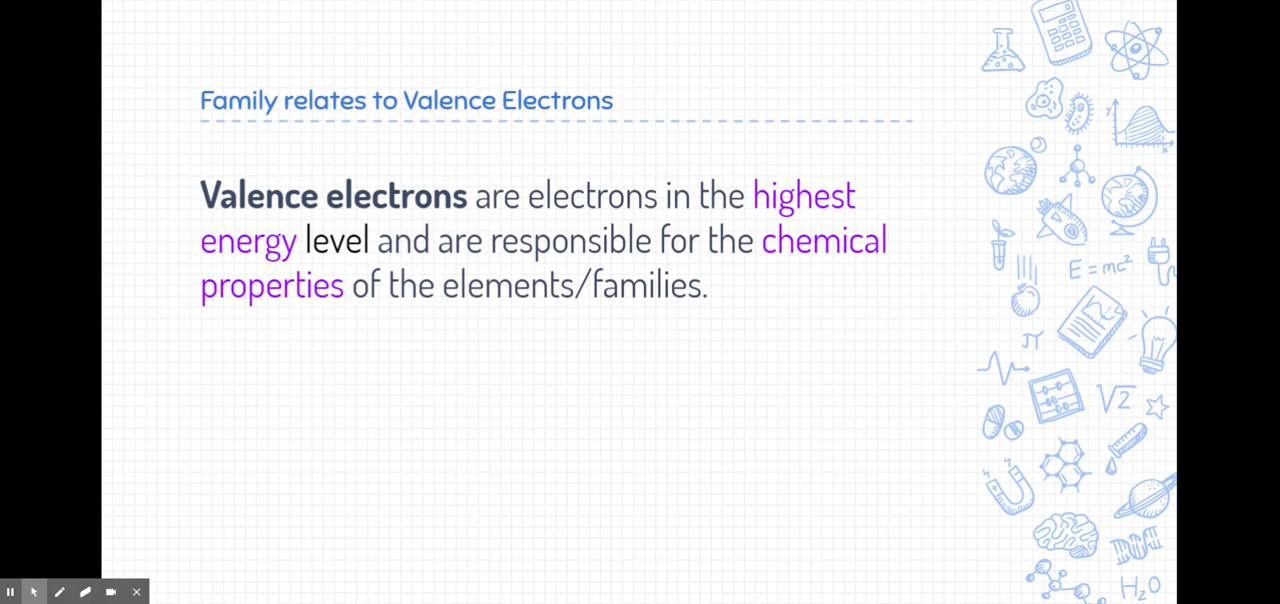 Family relates to Valence Electrons
Valence electrons are electrons in the highest
energy level and are responsible for the chemical
properties of the elements/families.
y
x
E = mc²
π
√2
H₂O